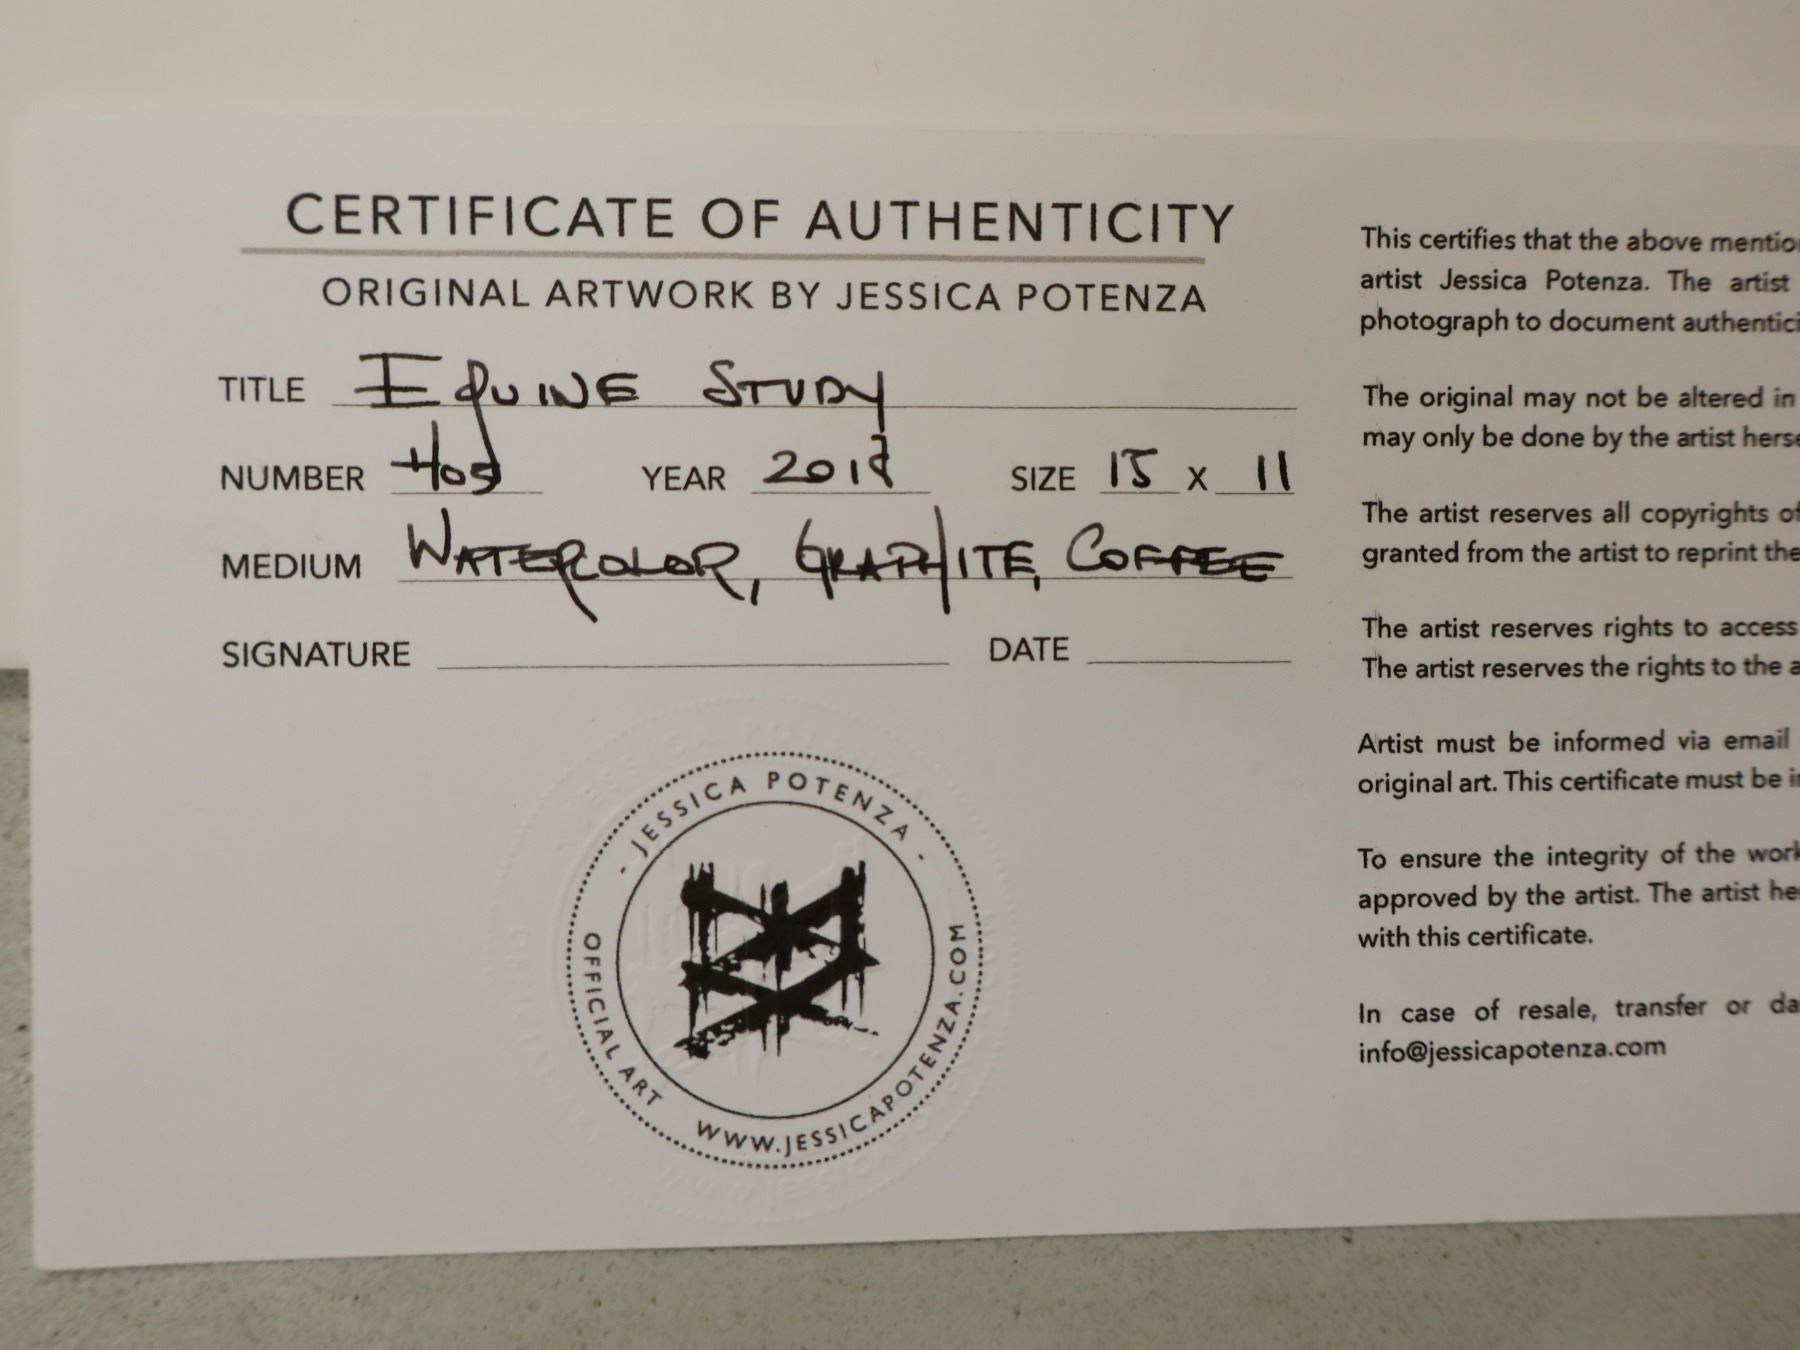 CERTIFICATE OF AUTHENTICITY
ORIGINAL ARTWORK BY JESSICA POTENZA
TITLE EQUINE STUDY
NUMBER YEAR SIZE 15 X 11
MEDIUM WATERCOLOR, GRAPHITE, COFFEE
SIGNATURE DATE
- JESSICA POTENZA -
OFFICIAL ART
WWW.JESSICAPOTENZA.COM
This certifies that the above
artist Jessica Potenza. The artist
photograph to document
The original may not be altered in
may only be done by the artist
The artist reserves all copyrights
granted from the artist to reprint the
The artist reserves rights to access
The artist reserves the rights to the
Artist must be informed via email
original art. This certificate must be
To ensure the integrity of the
approved by the artist. The artist
with this certificate.
In case of resale, transfer or
info@jessicapotenza.com